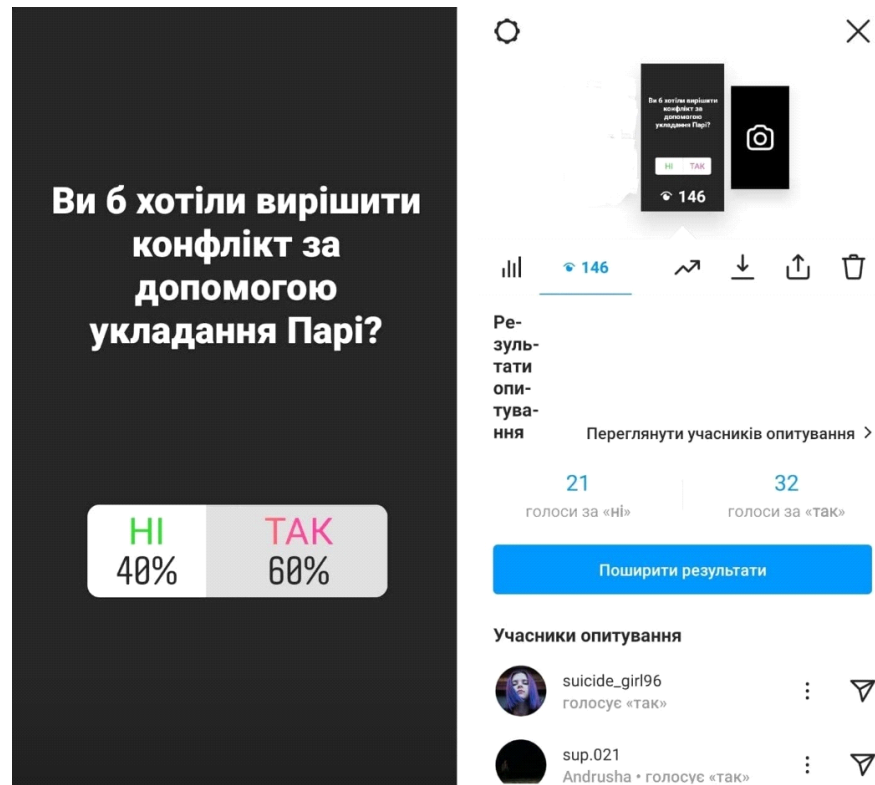 Ви б хотіли вирішити
конфлікт за
допомогою
укладання Парі?
НІ
ТАК
40%
60%
Ви б хотіли вирішити
конфлікт за
допомогою
укладання Парі?
НІ ТАК
146
146
Ре-
зуль-
тати
опи-
тува-
ння
Переглянути учасників опитування
21
32
голоси за «ні»
голоси за «так»
Поширити результати
Учасники опитування
suicide_girl96
голосує «так»
sup.021
Andrusha • голосує «так»